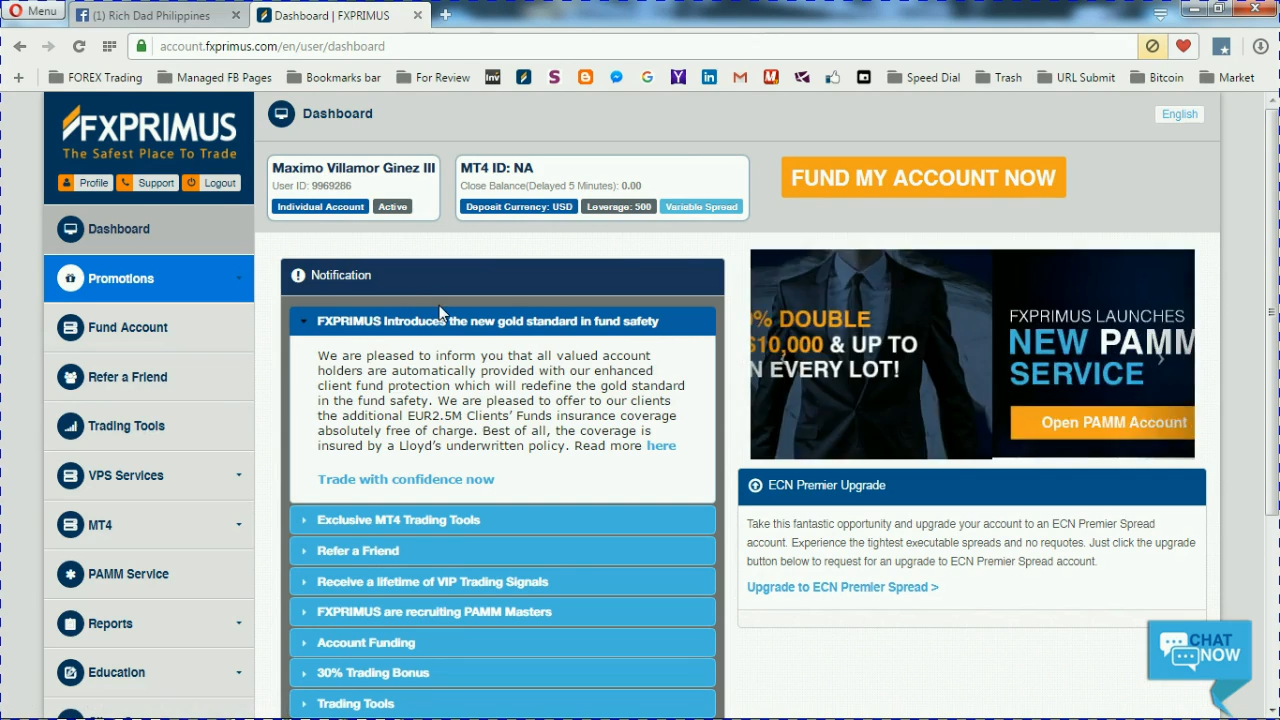 Menu
(1) Rich Dad Philippines
Dashboard | FXPRIMUS
account.fxprimus.com/en/user/dashboard
FOREX Trading
Managed FB Pages
Bookmarks bar
For Review
Inv
Speed Dial
Trash
URL Submit
Bitcoin
Market
FXPRIMUS
The Safest Place To Trade
Profile
Support
Logout
Dashboard
Promotions
Fund Account
Refer a Friend
Trading Tools
VPS Services
MT4
PAMM Service
Reports
Education
Dashboard
English
Maximo Villamor Ginez III
User ID: 9969286
Individual Account
Active
MT4 ID: NA
Close Balance(Delayed 5 Minutes): 0.00
Deposit Currency: USD
Leverage: 500
Variable Spread
FUND MY ACCOUNT NOW
Notification
FXPRIMUS Introduces the new gold standard in fund safety
We are pleased to inform you that all valued account
holders are automatically provided with our enhanced
client fund protection which will redefine the gold standard
in the fund safety. We are pleased to offer to our clients
the additional EUR2.5M Clients' Funds insurance coverage
absolutely free of charge. Best of all, the coverage is
insured by a Lloyd's underwritten policy. Read more here
Trade with confidence now
Exclusive MT4 Trading Tools
Refer a Friend
Receive a lifetime of VIP Trading Signals
FXPRIMUS are recruiting PAMM Masters
Account Funding
30% Trading Bonus
Trading Tools
% DOUBLE
$10,000 & UP TO
N EVERY LOT!
FXPRIMUS LAUNCHES
NEW PAMM
SERVICE
Open PAMM Account
ECN Premier Upgrade
Take this fantastic opportunity and upgrade your account to an ECN Premier Spread
account. Experience the tightest executable spreads and no requotes. Just click the upgrade
button below to request for an upgrade to ECN Premier Spread account.
Upgrade to ECN Premier Spread >
CHAT
NOW